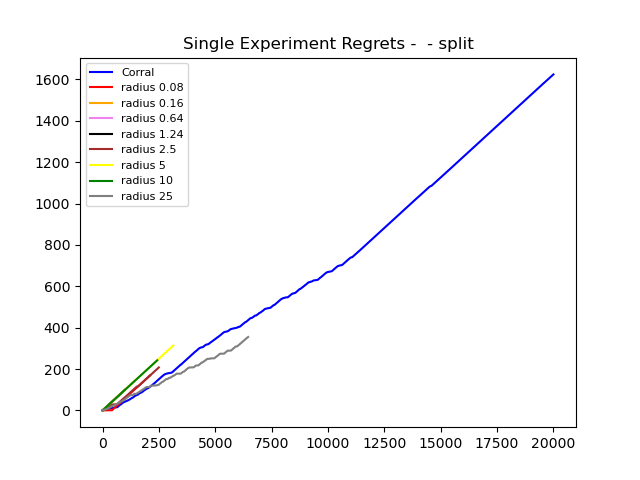 Single Experiment Regrets -  - split
Corral
radius 0.08
radius 0.16
radius 0.64
radius 1.24
radius 2.5
radius 5
radius 10
radius 25
1600
1400
1200
1000
800
600
400
200
0
0 2500 5000 7500 10000 12500 15000 17500 20000